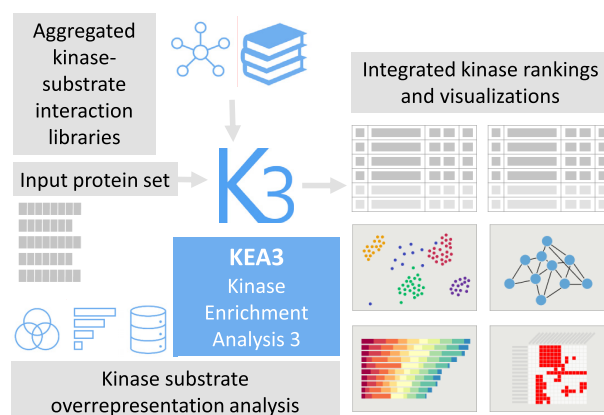 Aggregated
kinase-
substrate
interaction
libraries
Integrated kinase rankings
and visualizations
Input protein set
K3
KEA3
Kinase
Enrichment
Analysis 3
Kinase substrate
overrepresentation analysis